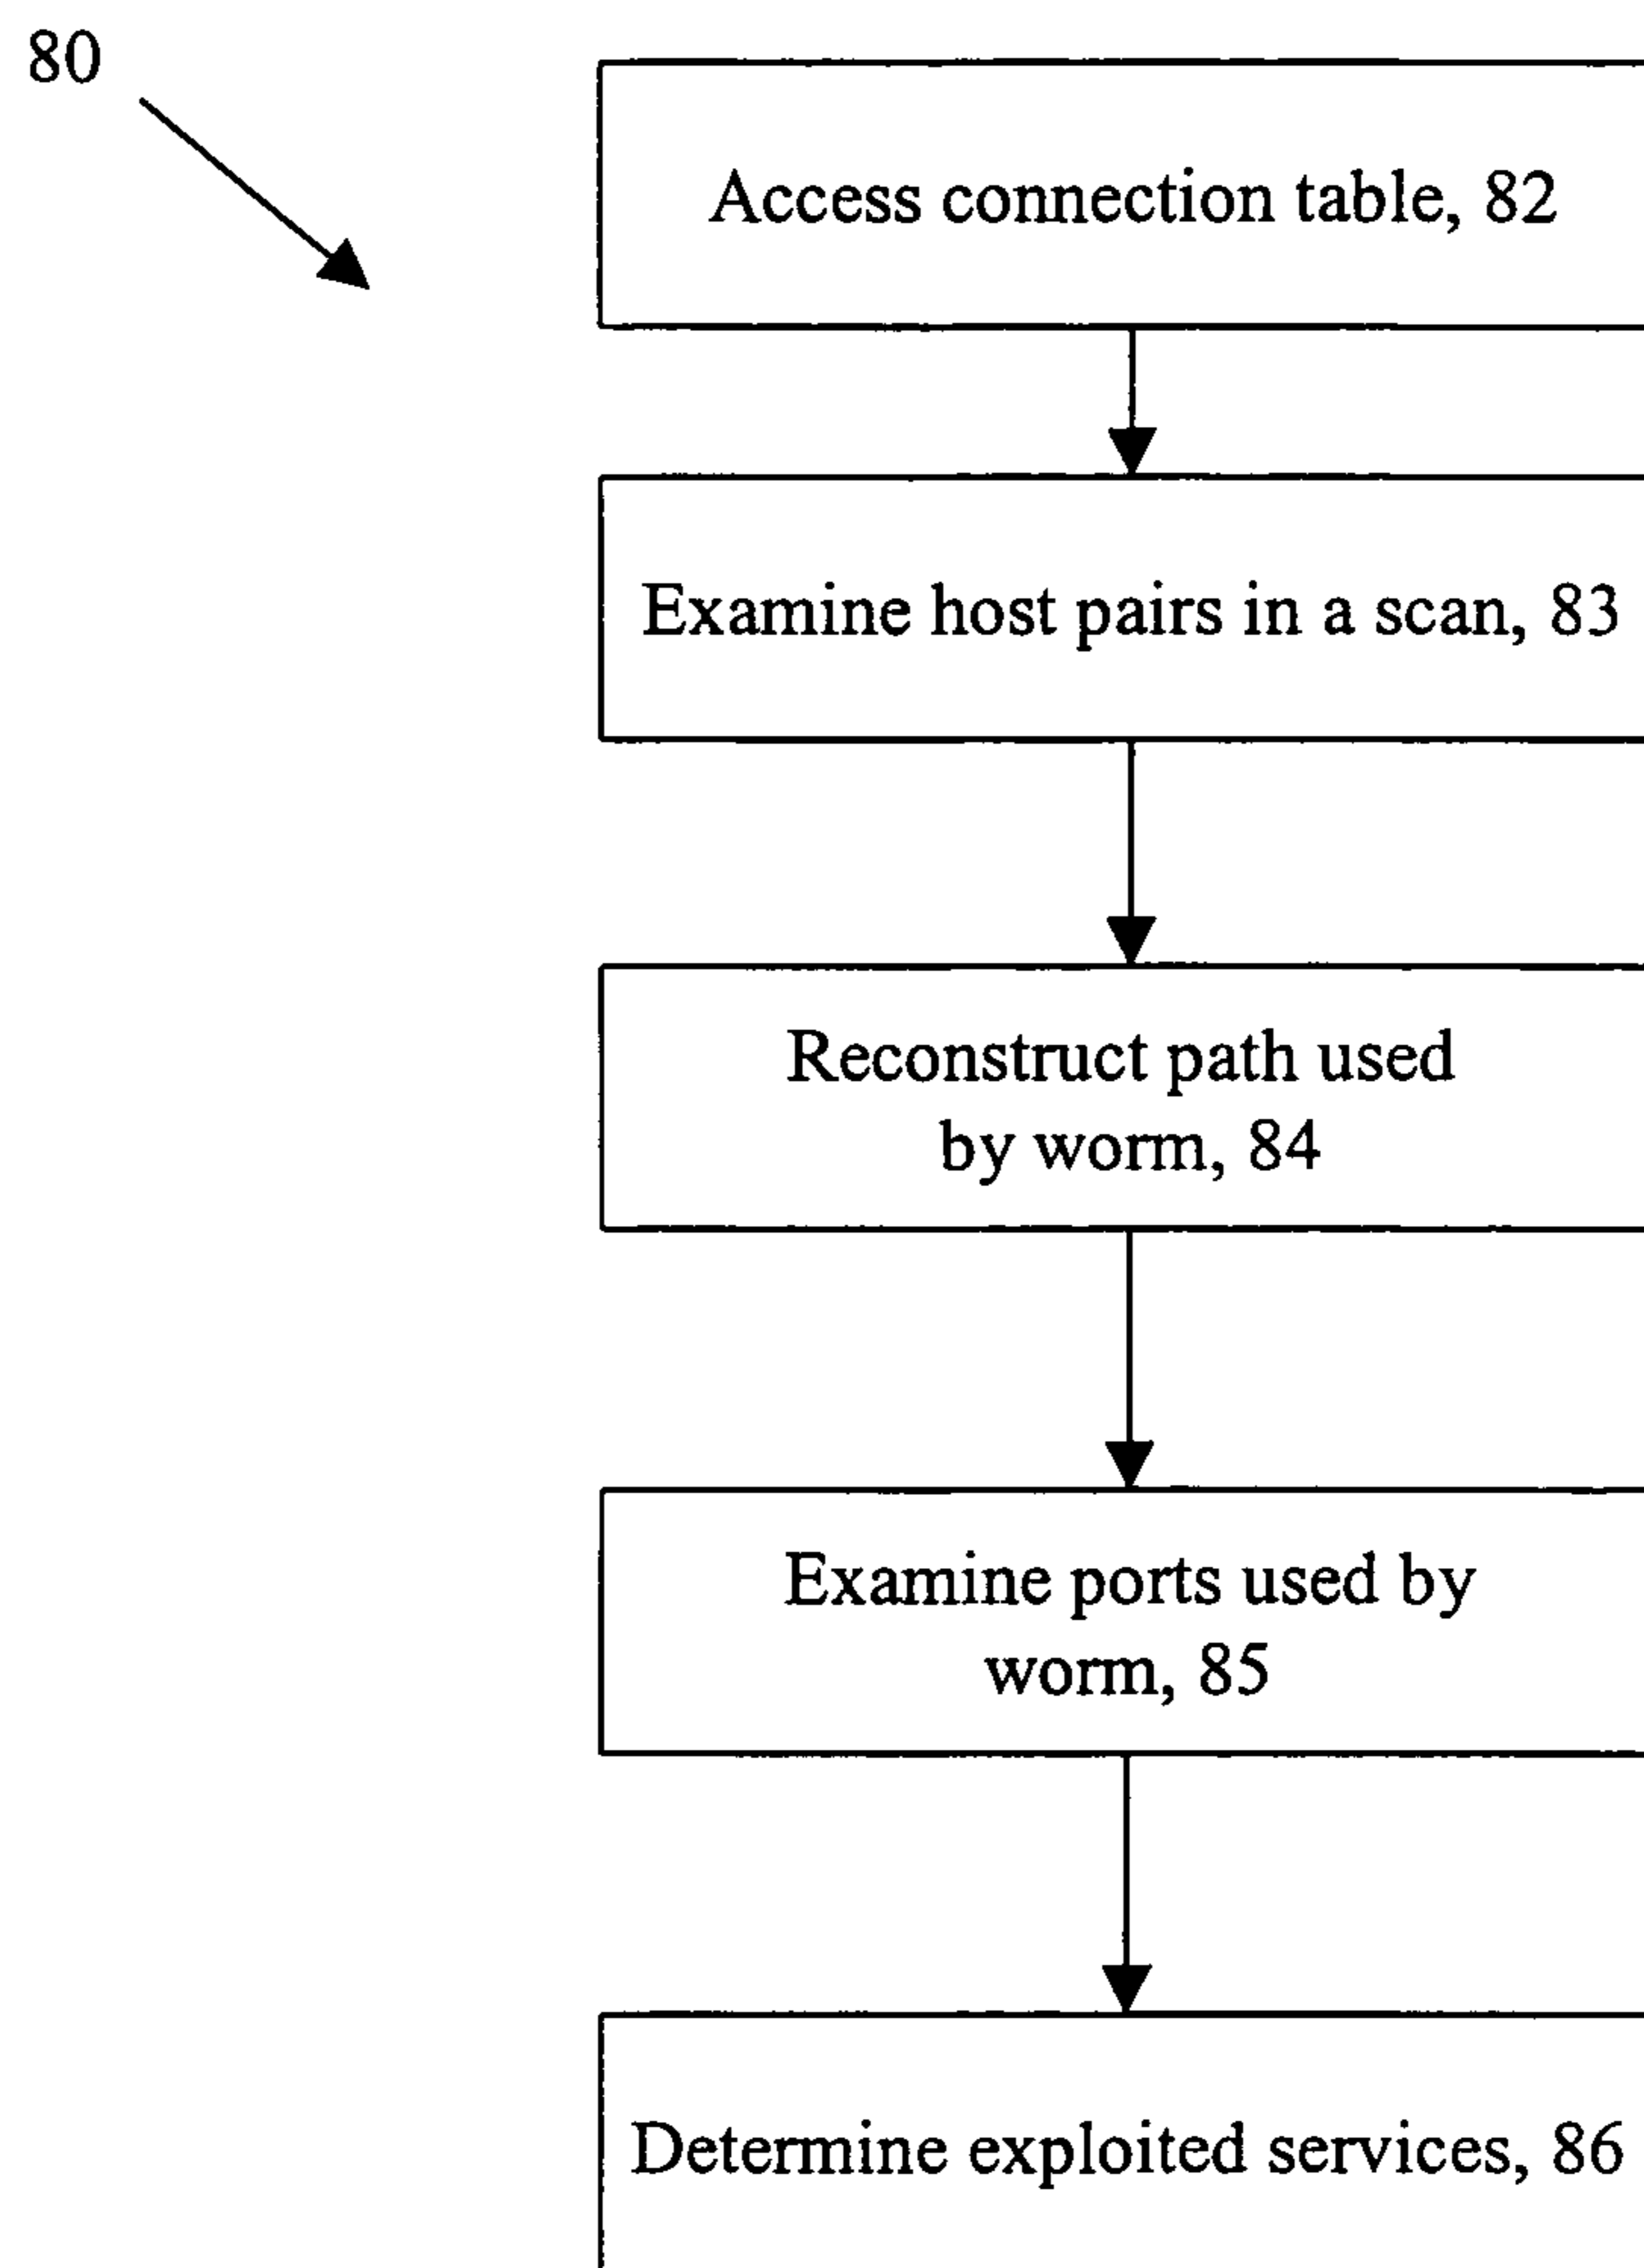 80
Access connection table, 82
Examine host pairs in a scan, 83
Reconstruct path used
by worm, 84
Examine ports used by
worm, 85
Determine exploited services, 86